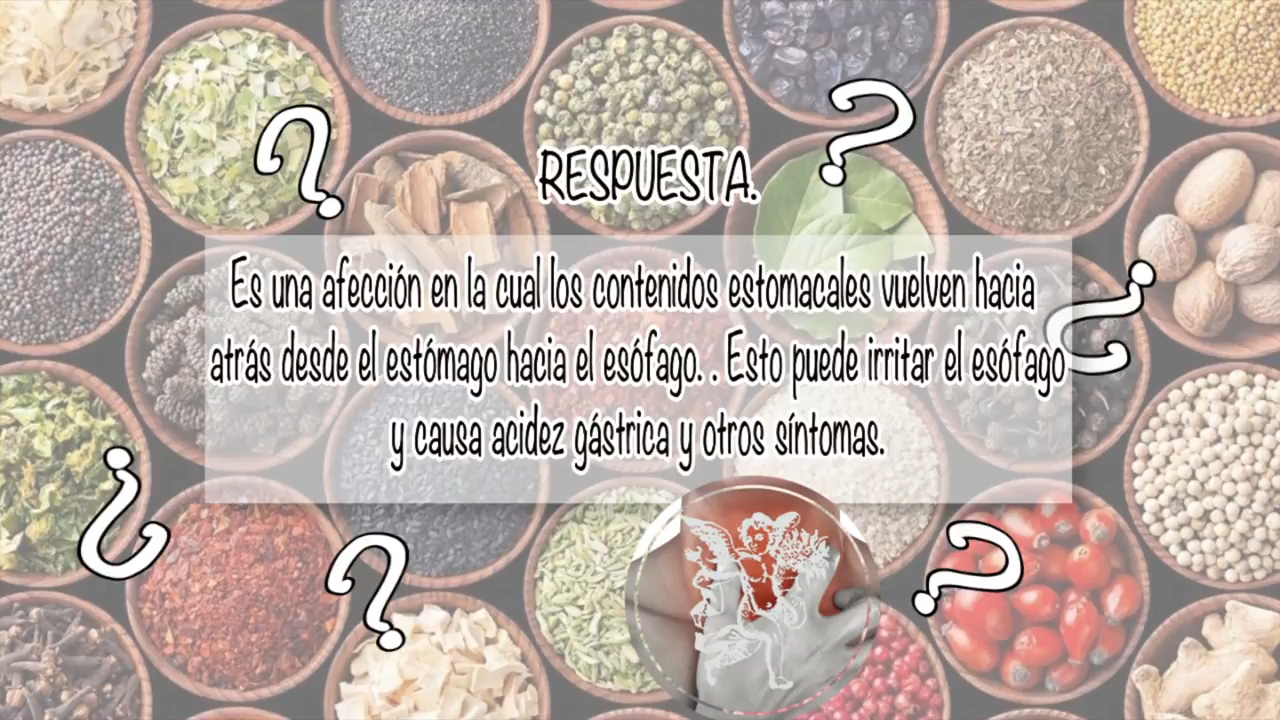 RESPUESTA.
Es una afección en la cual los contenidos estomacales vuelven hacia
atrás desde el estómago hacia el esófago. . Esto puede irritar el esófago
y causa acidez gástrica y otros síntomas.